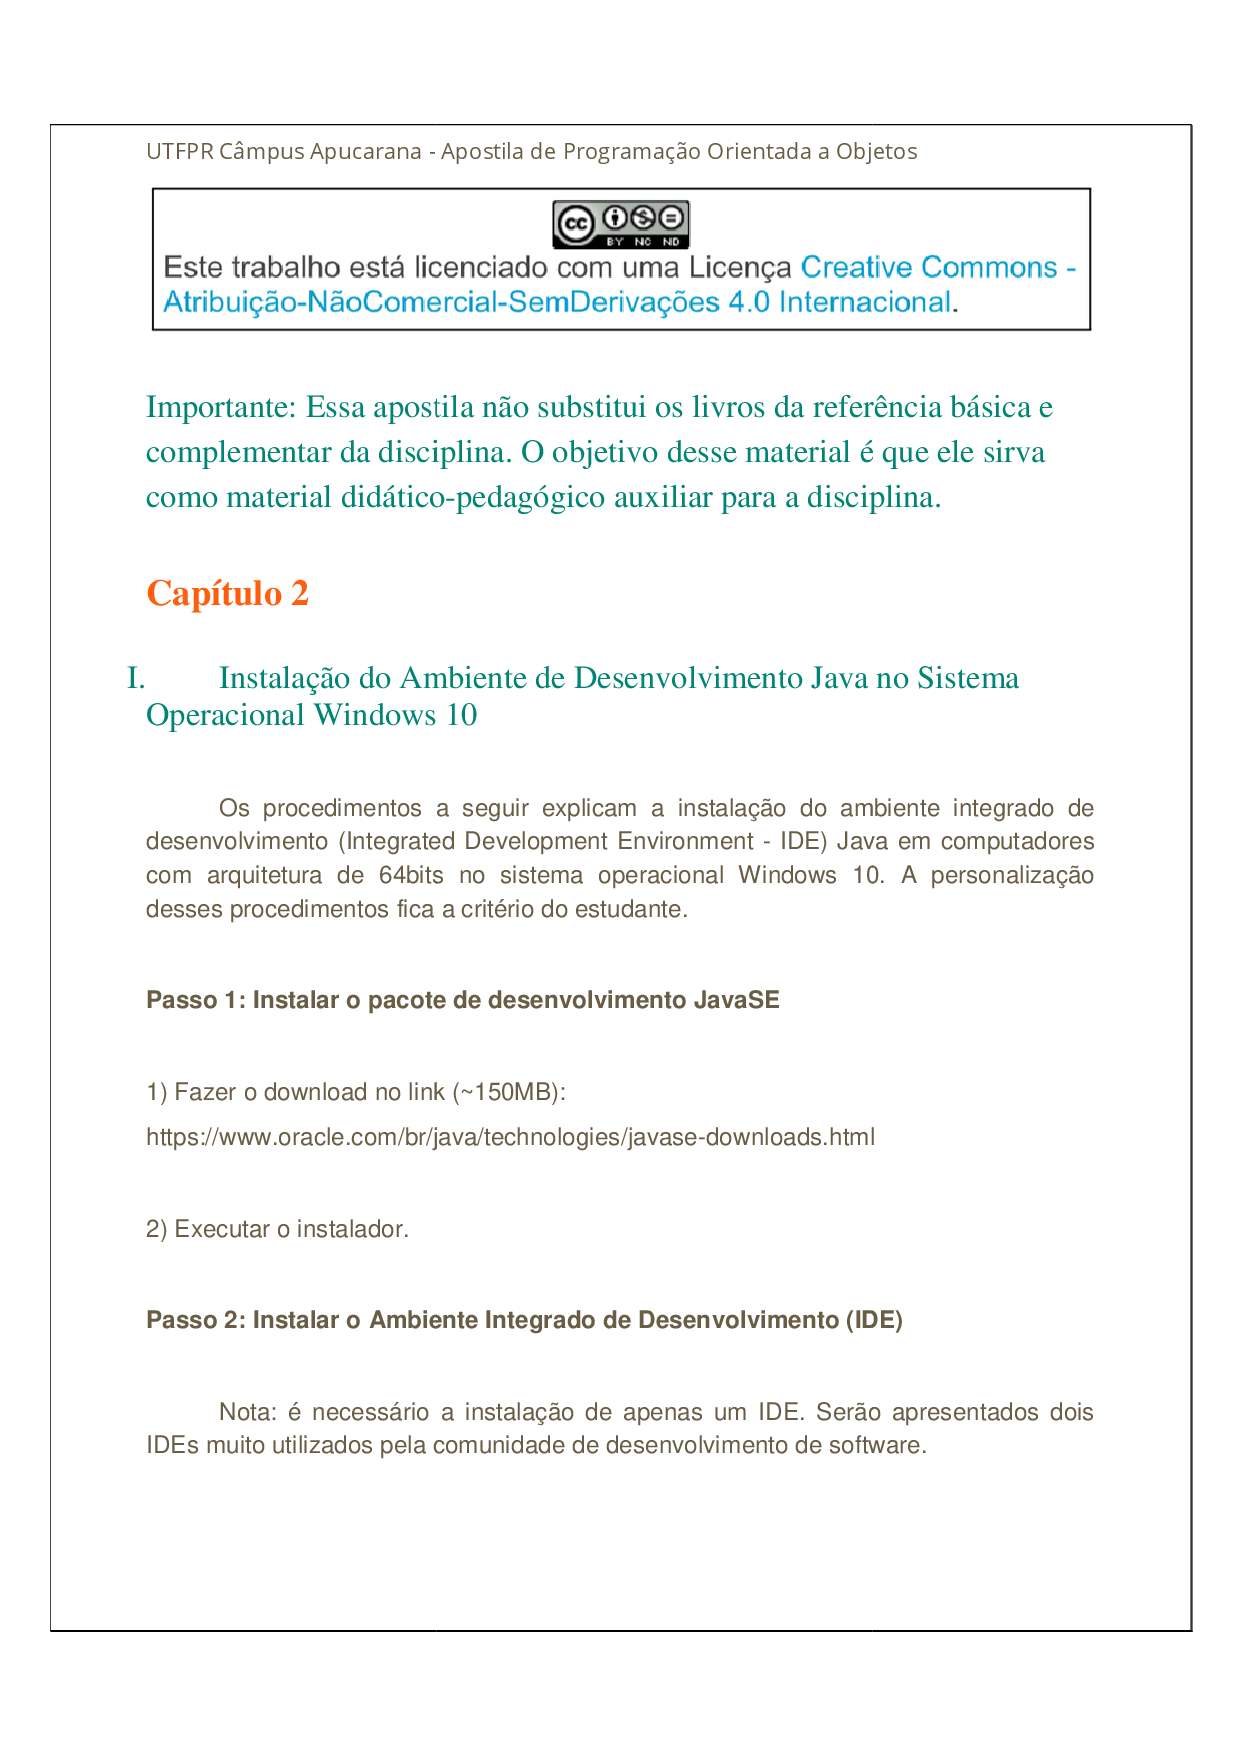 UTFPR Câmpus Apucarana - Apostila de Programação Orientada a Objetos
cc
BY NC ND
Este trabalho está licenciado com uma Licença Creative Commons -
Atribuição-NãoComercial-SemDerivações 4.0 Internacional.
Importante: Essa apostila não substitui os livros da referência básica e
complementar da disciplina. O objetivo desse material é que ele sirva
como material didático-pedagógico auxiliar para a disciplina.
Capítulo 2
I. Instalação do Ambiente de Desenvolvimento Java no Sistema
Operacional Windows 10
Os procedimentos a seguir explicam a instalação do ambiente integrado de
desenvolvimento (Integrated Development Environment - IDE) Java em computadores
com arquitetura de 64bits no sistema operacional Windows 10. A personalização
desses procedimentos fica a critério do estudante.
Passo 1: Instalar o pacote de desenvolvimento JavaSE
1) Fazer o download no link (~150MB):
https://www.oracle.com/br/java/technologies/javase-downloads.html
2) Executar o instalador.
Passo 2: Instalar o Ambiente Integrado de Desenvolvimento (IDE)
Nota: é necessário a instalação de apenas um IDE. Serão apresentados dois
IDEs muito utilizados pela comunidade de desenvolvimento de software.